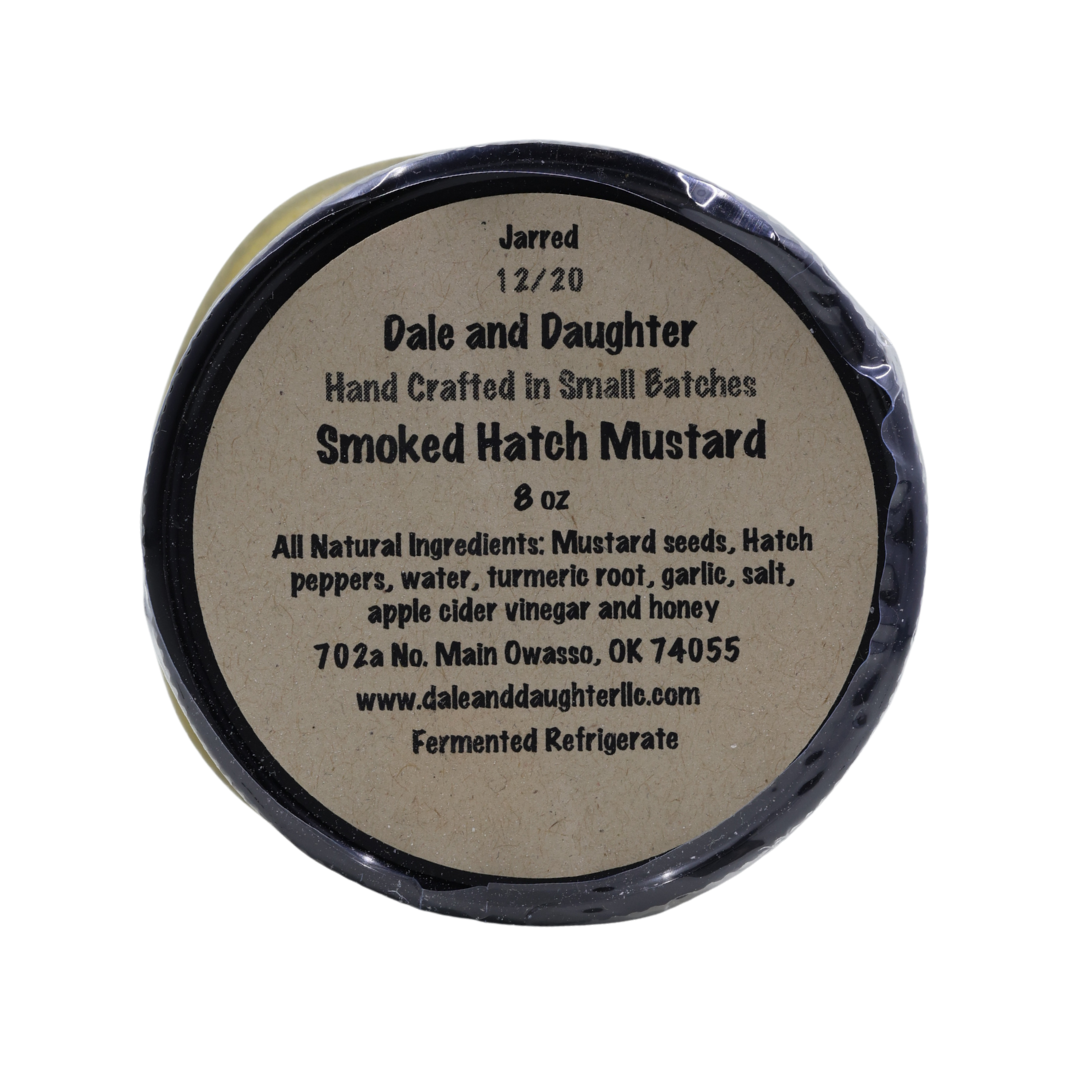 Jarred
12/20
Dale and Daughter
Hand Crafted in Small Batches
Smoked Hatch Mustard
8 oz
All Natural Ingredients: Mustard seeds, Hatch
peppers, water, turmeric root, garlic, salt,
apple cider vinegar and honey
702a No. Main Owasso, OK 74055
www.daleanddaughterllc.com
Fermented Refrigerate